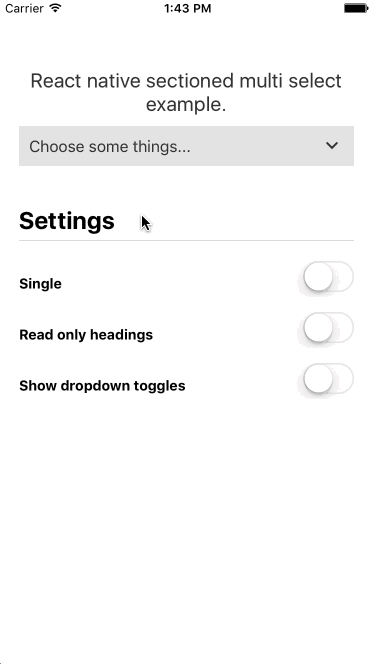 Carrier 1:43 PM
React native sectioned multi select
example.
Choose some things...
Settings
Single
Read only headings
Show dropdown toggles